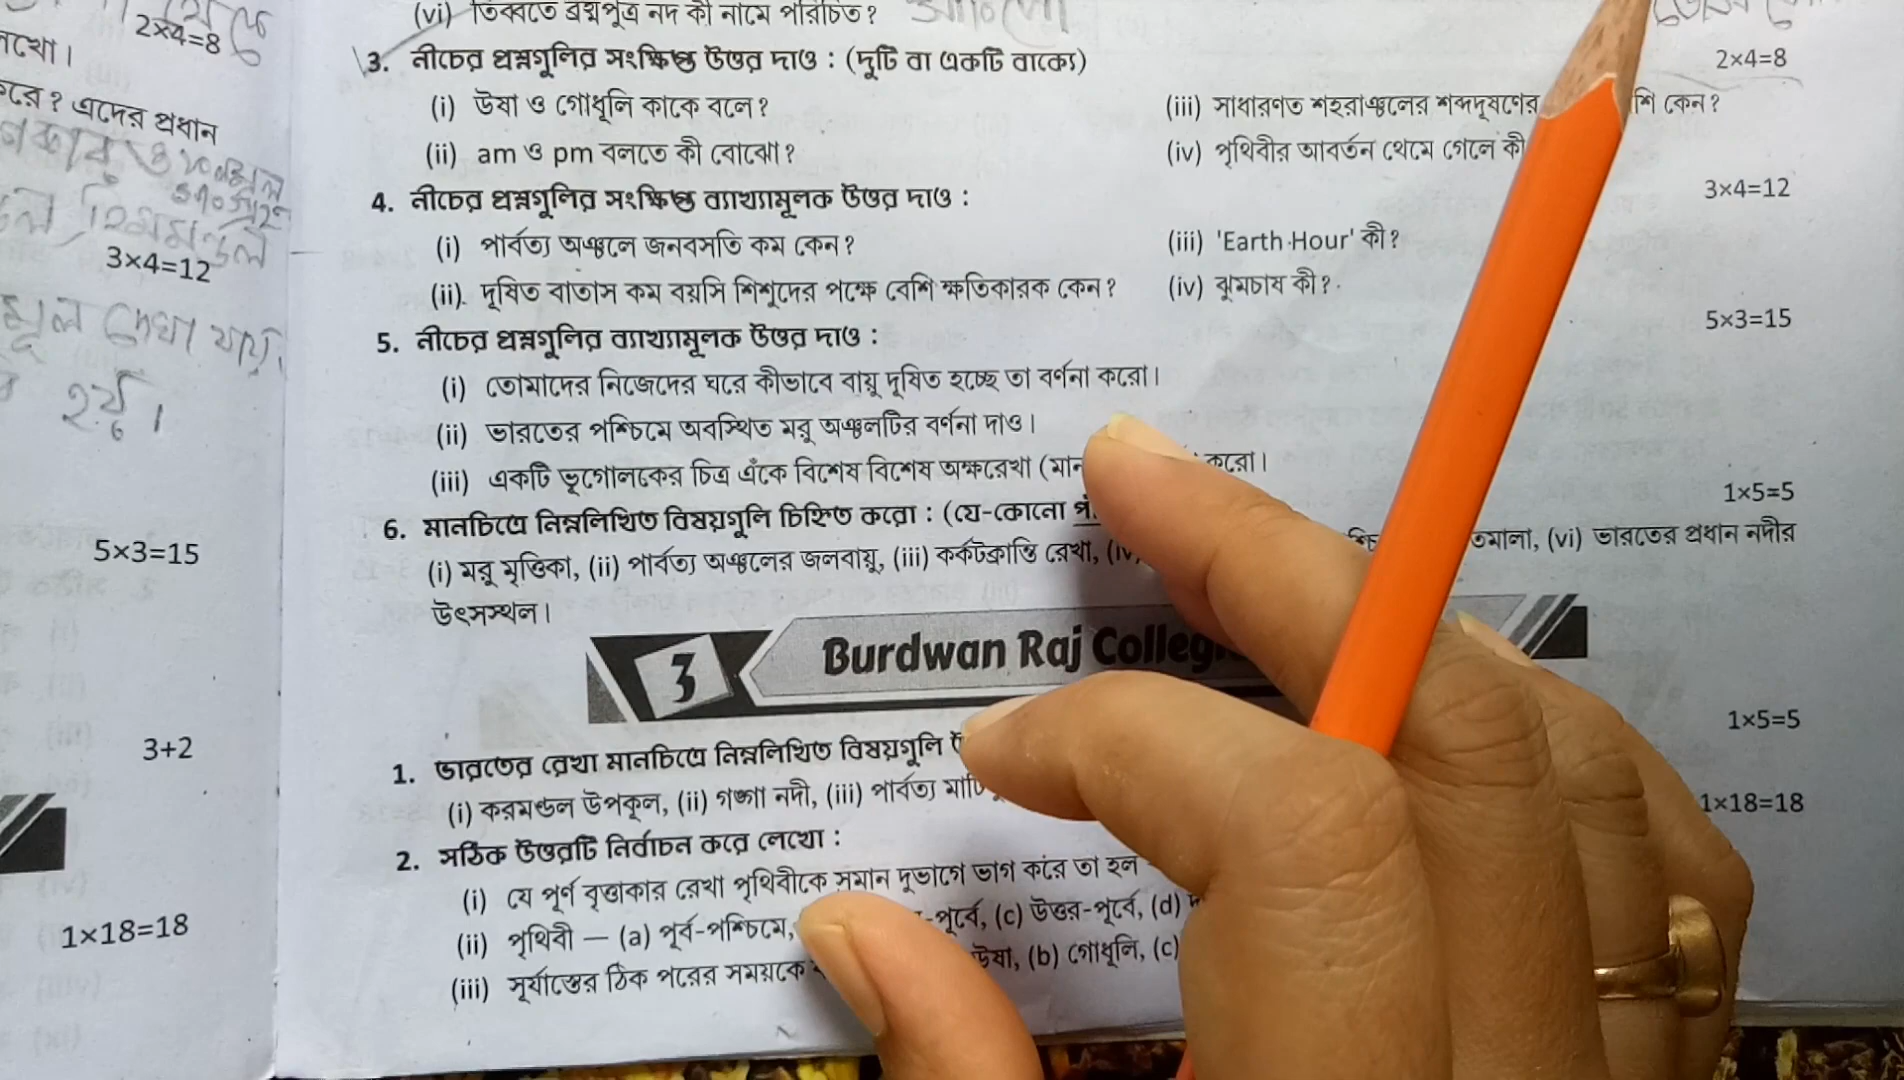 2×4=8
লেখো।
করে? এদের প্রধান
3×4=12
মূল দেখা যায়।
হয়।
5×3=15
3+2
1×18=18
(vi) তিব্বতে ব্রহ্মপুত্র নদ কী নামে পরিচিত?
3. নীচের প্রশ্নগুলির সংক্ষিপ্ত উত্তর দাও : (দুটি বা একটি বাক্যে) 2×4=8
(i) ঊষা ও গোধূলি কাকে বলে? (iii) সাধারণত শহরাঞ্চলের শব্দদূষণের শি কেন?
(ii) am ও pm বলতে কী বোঝো? (iv) পৃথিবীর আবর্তন থেমে গেলে কী
4. নীচের প্রশ্নগুলির সংক্ষিপ্ত ব্যাখ্যামূলক উত্তর দাও : 3×4=12
(i) পার্বত্য অঞ্চলে জনবসতি কম কেন? (iii) 'Earth Hour' কী?
(ii) দূষিত বাতাস কম বয়সি শিশুদের পক্ষে বেশি ক্ষতিকারক কেন? (iv) ঝুমচাষ কী?
5. নীচের প্রশ্নগুলির ব্যাখ্যামূলক উত্তর দাও : 5×3=15
(i) তোমাদের নিজেদের ঘরে কীভাবে বায়ু দূষিত হচ্ছে তা বর্ণনা করো।
(ii) ভারতের পশ্চিমে অবস্থিত মরু অঞ্চলটির বর্ণনা দাও।
(iii) একটি ভূগোলকের চিত্র এঁকে বিশেষ বিশেষ অক্ষরেখা (মান করো।
6. মানচিত্রে নিম্নলিখিত বিষয়গুলি চিহ্নিত করো : (যে-কোনো 1×5=5
(i) মরু মৃত্তিকা, (ii) পার্বত্য অঞ্চলের জলবায়ু, (iii) কর্কটক্রান্তি রেখা, (iv) তমালা, (vi) ভারতের প্রধান নদীর
উৎসস্থল।
3 Burdwan Raj Colleg
1. ভারতের রেখা মানচিত্রে নিম্নলিখিত বিষয়গুলি 1×5=5
(i) করমণ্ডল উপকূল, (ii) গঙ্গা নদী, (iii) পার্বত্য মাটি
2. সঠিক উত্তরটি নির্বাচন করে লেখো : 1×18=18
(i) যে পূর্ণ বৃত্তাকার রেখা পৃথিবীকে সমান দুভাগে ভাগ করে তা হল
(ii) পৃথিবী — (a) পূর্ব-পশ্চিমে, -পূর্বে, (c) উত্তর-পূর্বে, (d)
(iii) সূর্যাস্তের ঠিক পরের সময়কে ঊষা, (b) গোধূলি, (c)